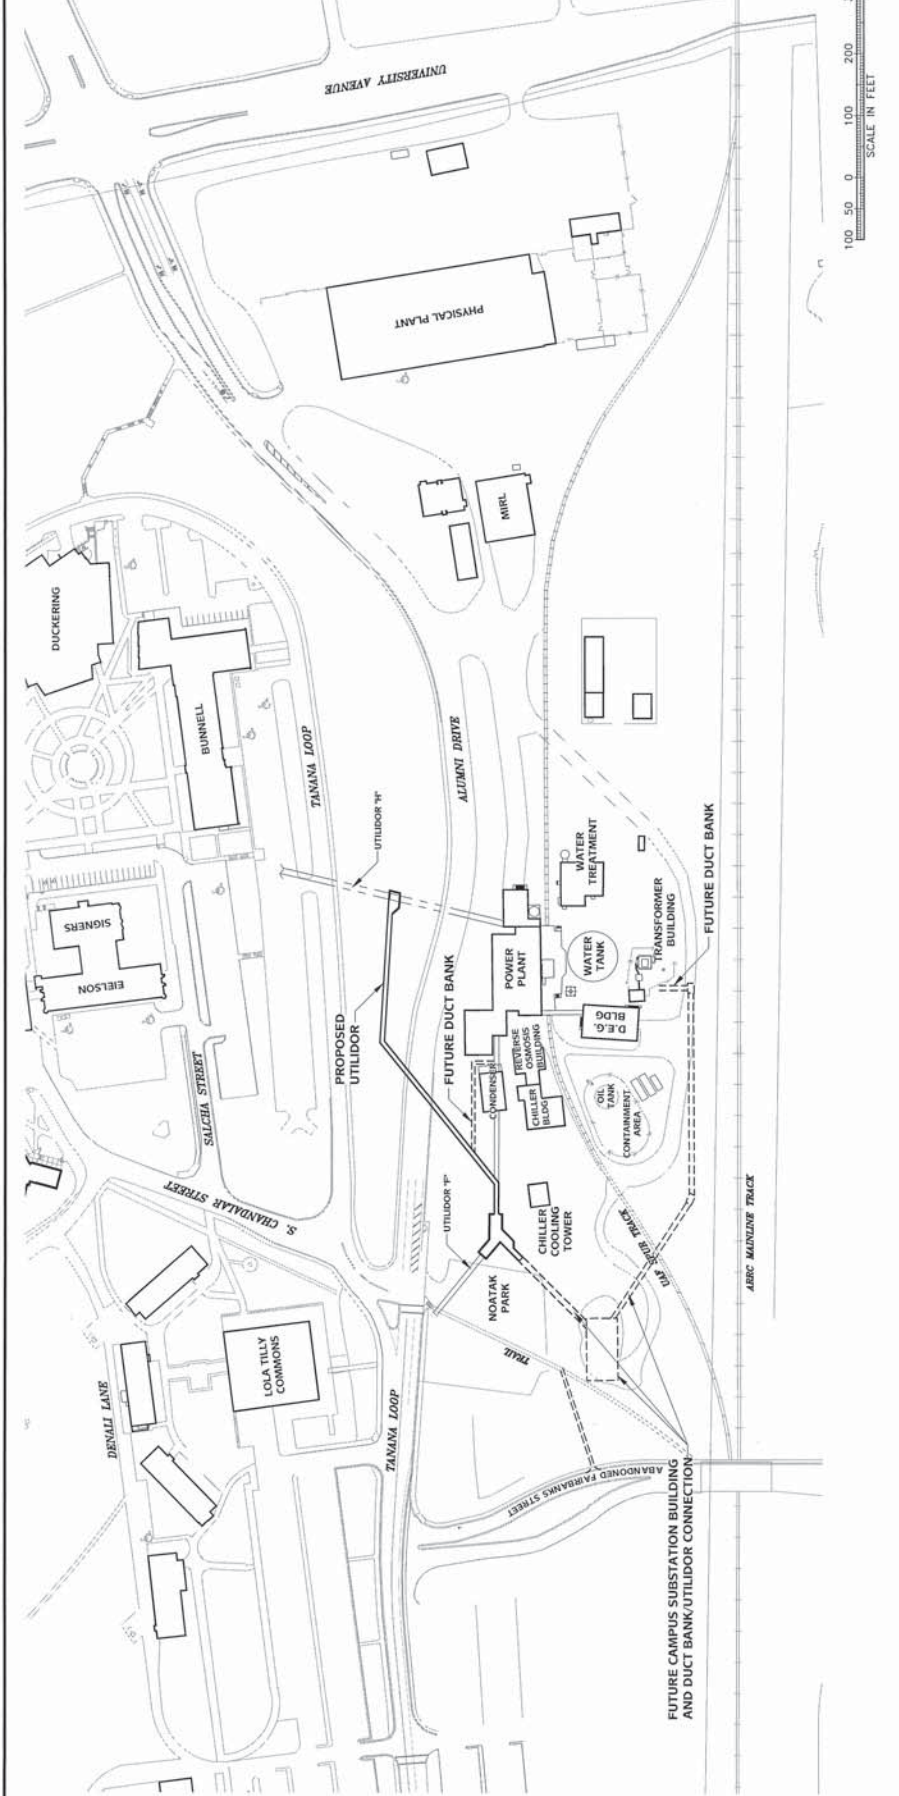 UNIVERSITY AVENUE
PHYSICAL PLANT
MIRL
DUCKERING
BUNNELL
TANANA LOOP
ALUMNI DRIVE
UTILIDOR "H"
SIGNERS
EIELSON
SALCHA STREET
S. CHANDALAR STREET
PROPOSED
UTILIDOR
FUTURE DUCT BANK
POWER
PLANT
WATER
TREATMENT
WATER
TANK
TRANSFORMER
BUILDING
FUTURE DUCT BANK
D.E.G.
BLDG
REVERSE
OSMOSIS
BUILDING
CONDENSER
CHILLER
BLDG
OIL
TANK
CONTAINMENT
AREA
UTILIDOR "F"
CHILLER
COOLING
TOWER
NOATAK
PARK
UAF SPUR TRACK
ARRC MAINLINE TRACK
TRAIL
LOLA TILLY
COMMONS
DENALI LANE
TANANA LOOP
ABANDONED FAIRBANKS STREET
FUTURE CAMPUS SUBSTATION BUILDING
AND DUCT BANK/UTILIDOR CONNECTION
100 50 0 100 200
SCALE IN FEET